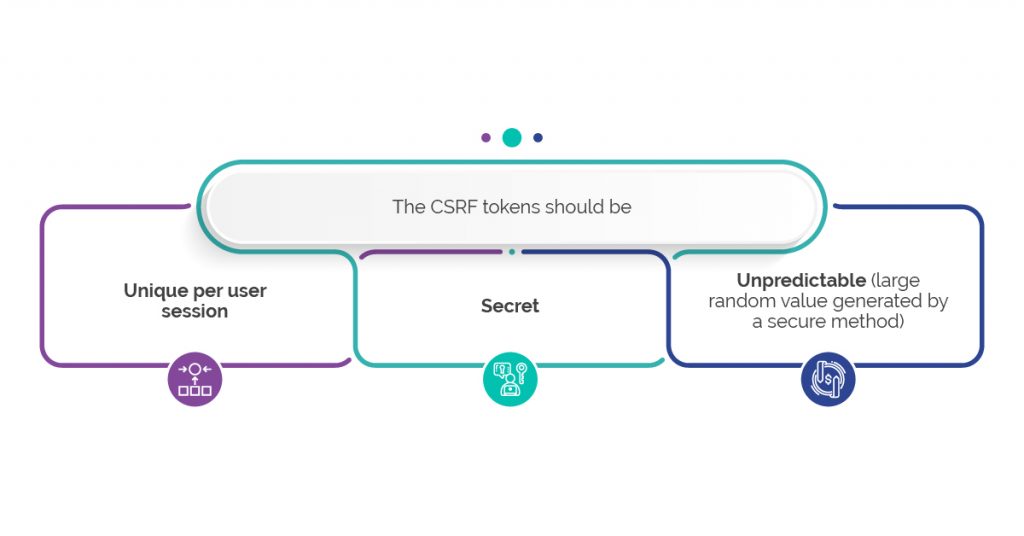 The CSRF tokens should be
Unique per user
session
Secret
Unpredictable (large
random value generated by
a secure method)